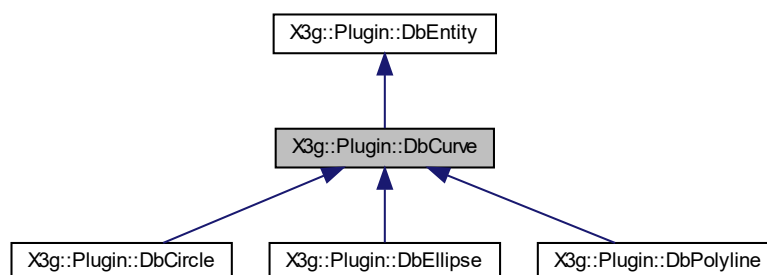 X3g::Plugin::DbEntity
X3g::Plugin::DbCurve
X3g::Plugin::DbCircle
X3g::Plugin::DbEllipse
X3g::Plugin::DbPolyline